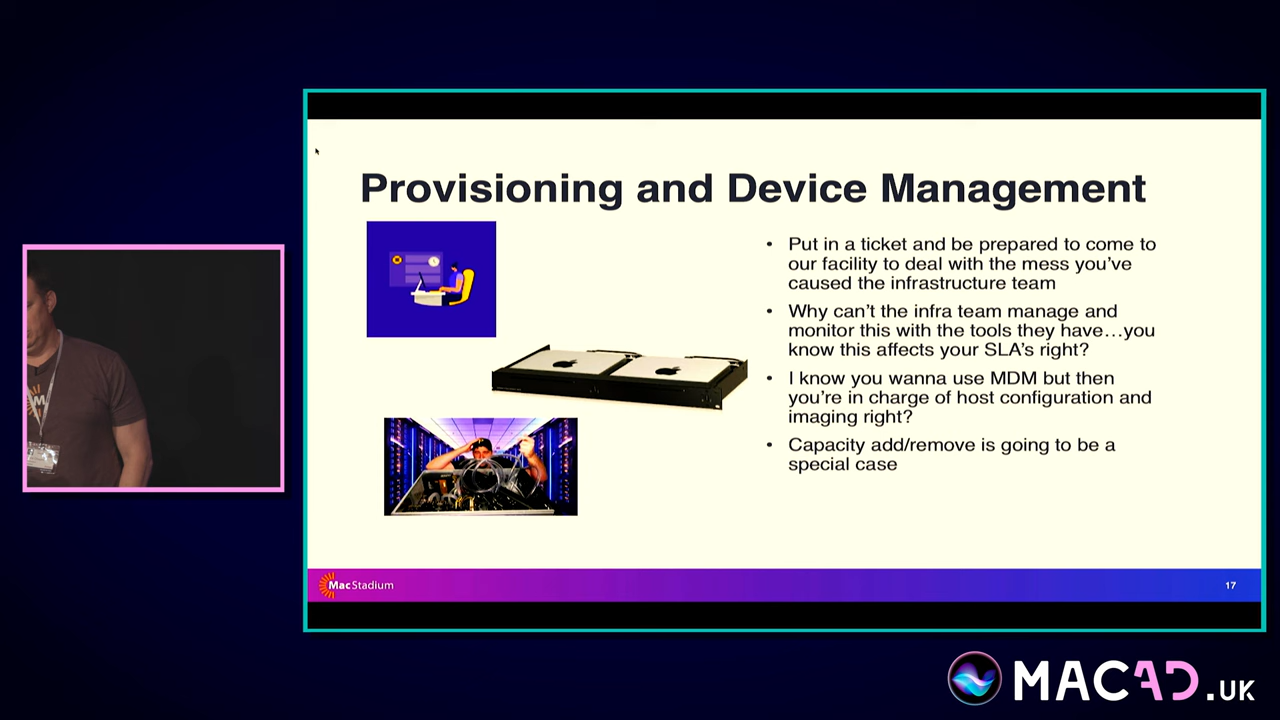 Provisioning and Device Management
• Put in a ticket and be prepared to come to
our facility to deal with the mess you've
caused the infrastructure team
• Why can't the infra team manage and
monitor this with the tools they have…you
know this affects your SLA's right?
• I know you wanna use MDM but then
you're in charge of host configuration and
imaging right?
• Capacity add/remove is going to be a
special case
MacStadium
17
MACAD.UK